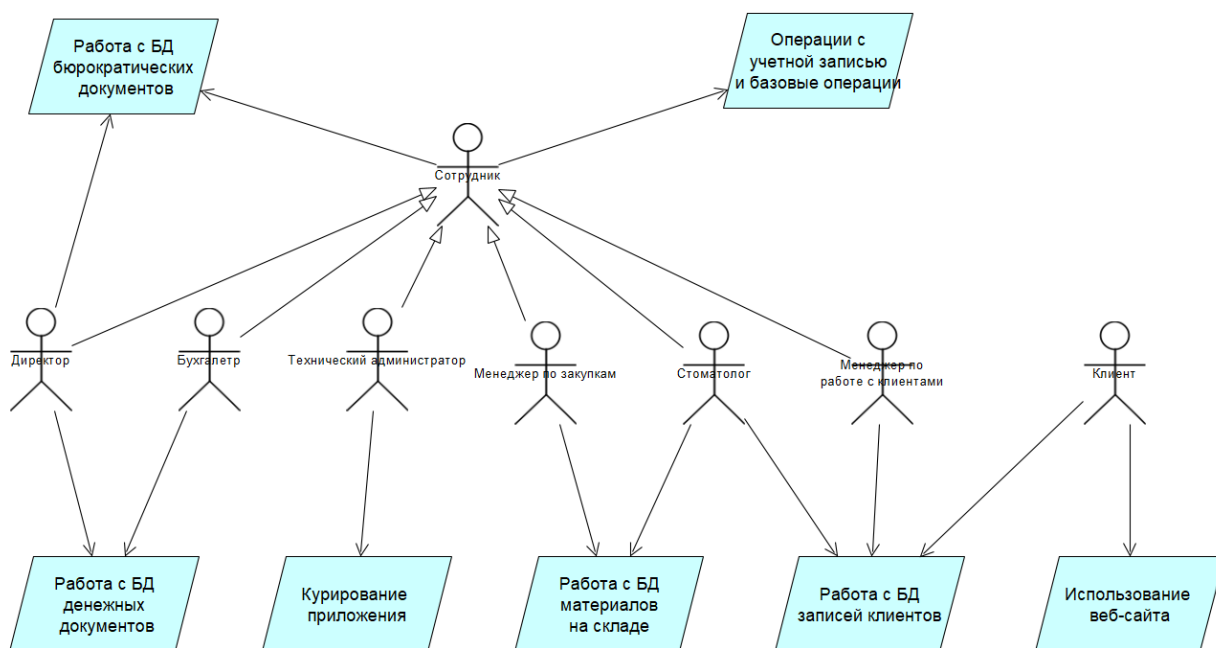 Работа с БД
бюрократических
документов
Операции с
учетной записью
и базовые операции
Сотрудник
Директор
Бухгалетр
Технический администратор
Менеджер по закупкам
Стоматолог
Менеджер по
работе с клиентами
Клиент
Работа с БД
денежных
документов
Курирование
приложения
Работа с БД
материалов
на складе
Работа с БД
записей клиентов
Использование
веб-сайта